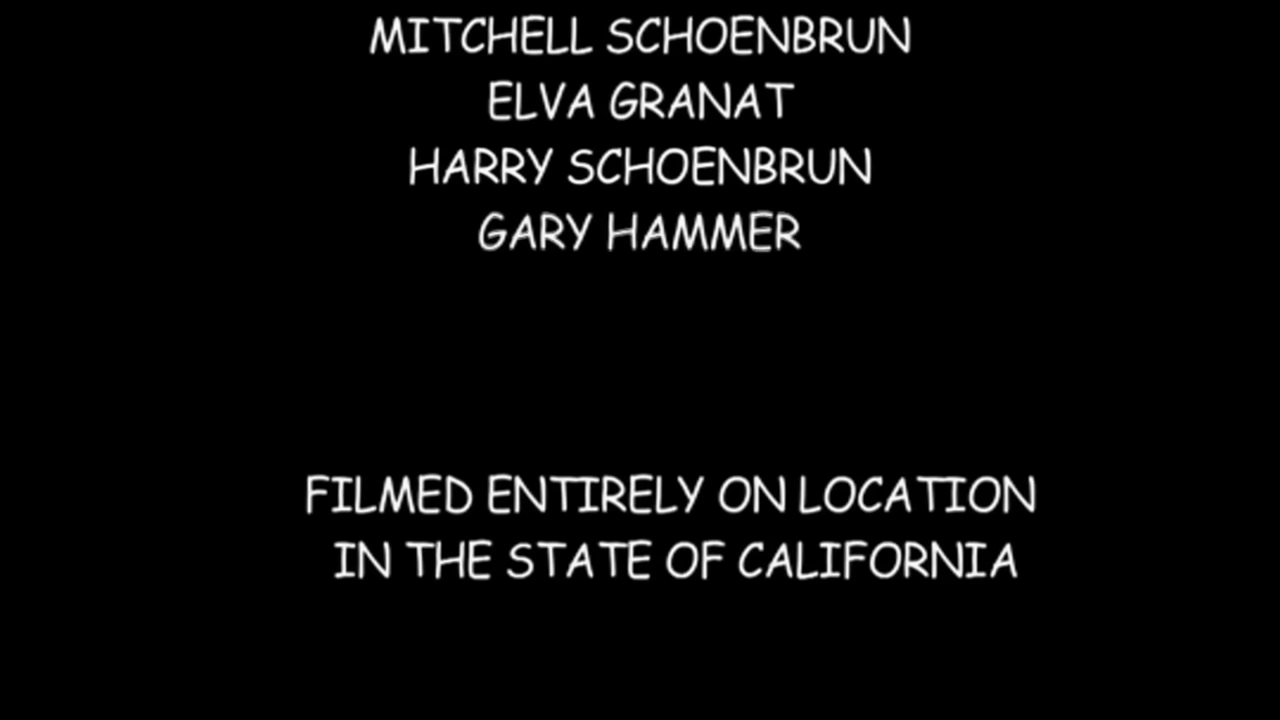 MITCHELL SCHOENBRUN
ELVA GRANAT
HARRY SCHOENBRUN
GARY HAMMER
FILMED ENTIRELY ON LOCATION
IN THE STATE OF CALIFORNIA